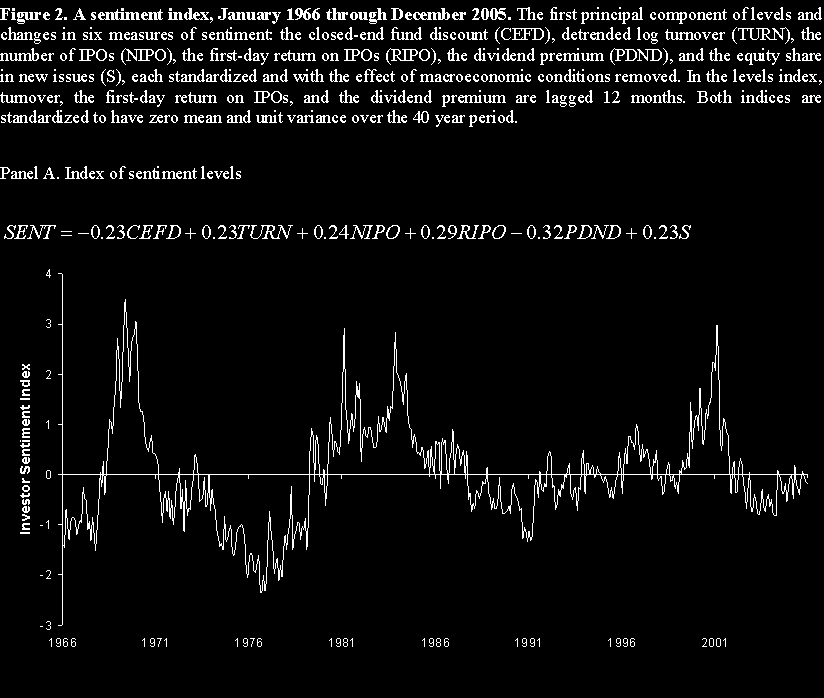 Figure 2. A sentiment index, January 1966 through December 2005. The first principal component of levels and
changes in six measures of sentiment: the closed-end fund discount (CEFD), detrended log turnover (TURN), the
number of IPOs (NIPO), the first-day return on IPOs (RIPO), the dividend premium (PDND), and the equity share
in new issues (S), each standardized and with the effect of macroeconomic conditions removed. In the levels index,
turnover, the first-day return on IPOs, and the dividend premium are lagged 12 months. Both indices are
standardized to have zero mean and unit variance over the 40 year period.
Panel A. Index of sentiment levels
SENT = −0.23CEFD + 0.23TURN + 0.24NIPO + 0.29RIPO − 0.32PDND + 0.23S
Investor Sentiment Index
4
3
2
1
0
-1
-2
-3
1966 1971 1976 1981 1986 1991 1996 2001